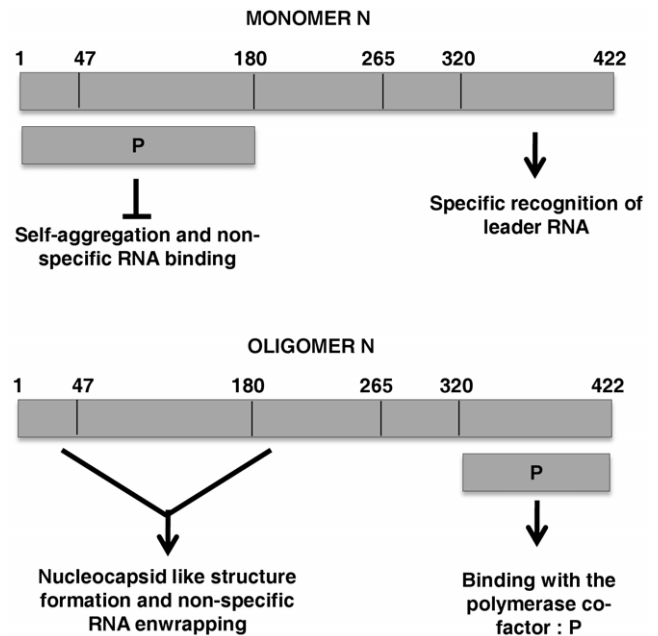 MONOMER N
1 47 180 265 320 422
P
Self-aggregation and non-
specific RNA binding
Specific recognition of
leader RNA
OLIGOMER N
1 47 180 265 320 422
P
Nucleocapsid like structure
formation and non-specific
RNA enwrapping
Binding with the
polymerase co-
factor : P